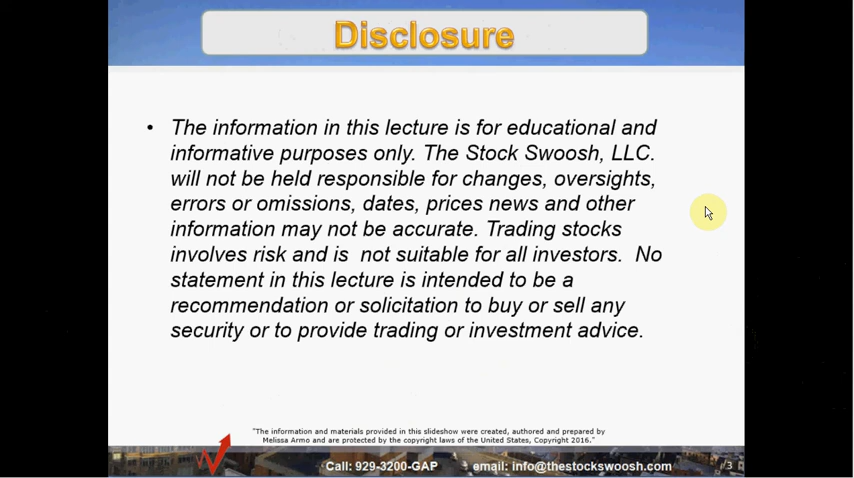 Disclosure
• The information in this lecture is for educational and
informative purposes only. The Stock Swoosh, LLC.
will not be held responsible for changes, oversights,
errors or omissions, dates, prices news and other
information may not be accurate. Trading stocks
involves risk and is  not suitable for all investors.  No
statement in this lecture is intended to be a
recommendation or solicitation to buy or sell any
security or to provide trading or investment advice.
"The information and materials provided in this slideshow were created, authored and prepared by
Melissa Armo and are protected by the copyright laws of the United States, Copyright 2016."
Call: 929-3200-GAP email: info@thestockswoosh.com 3